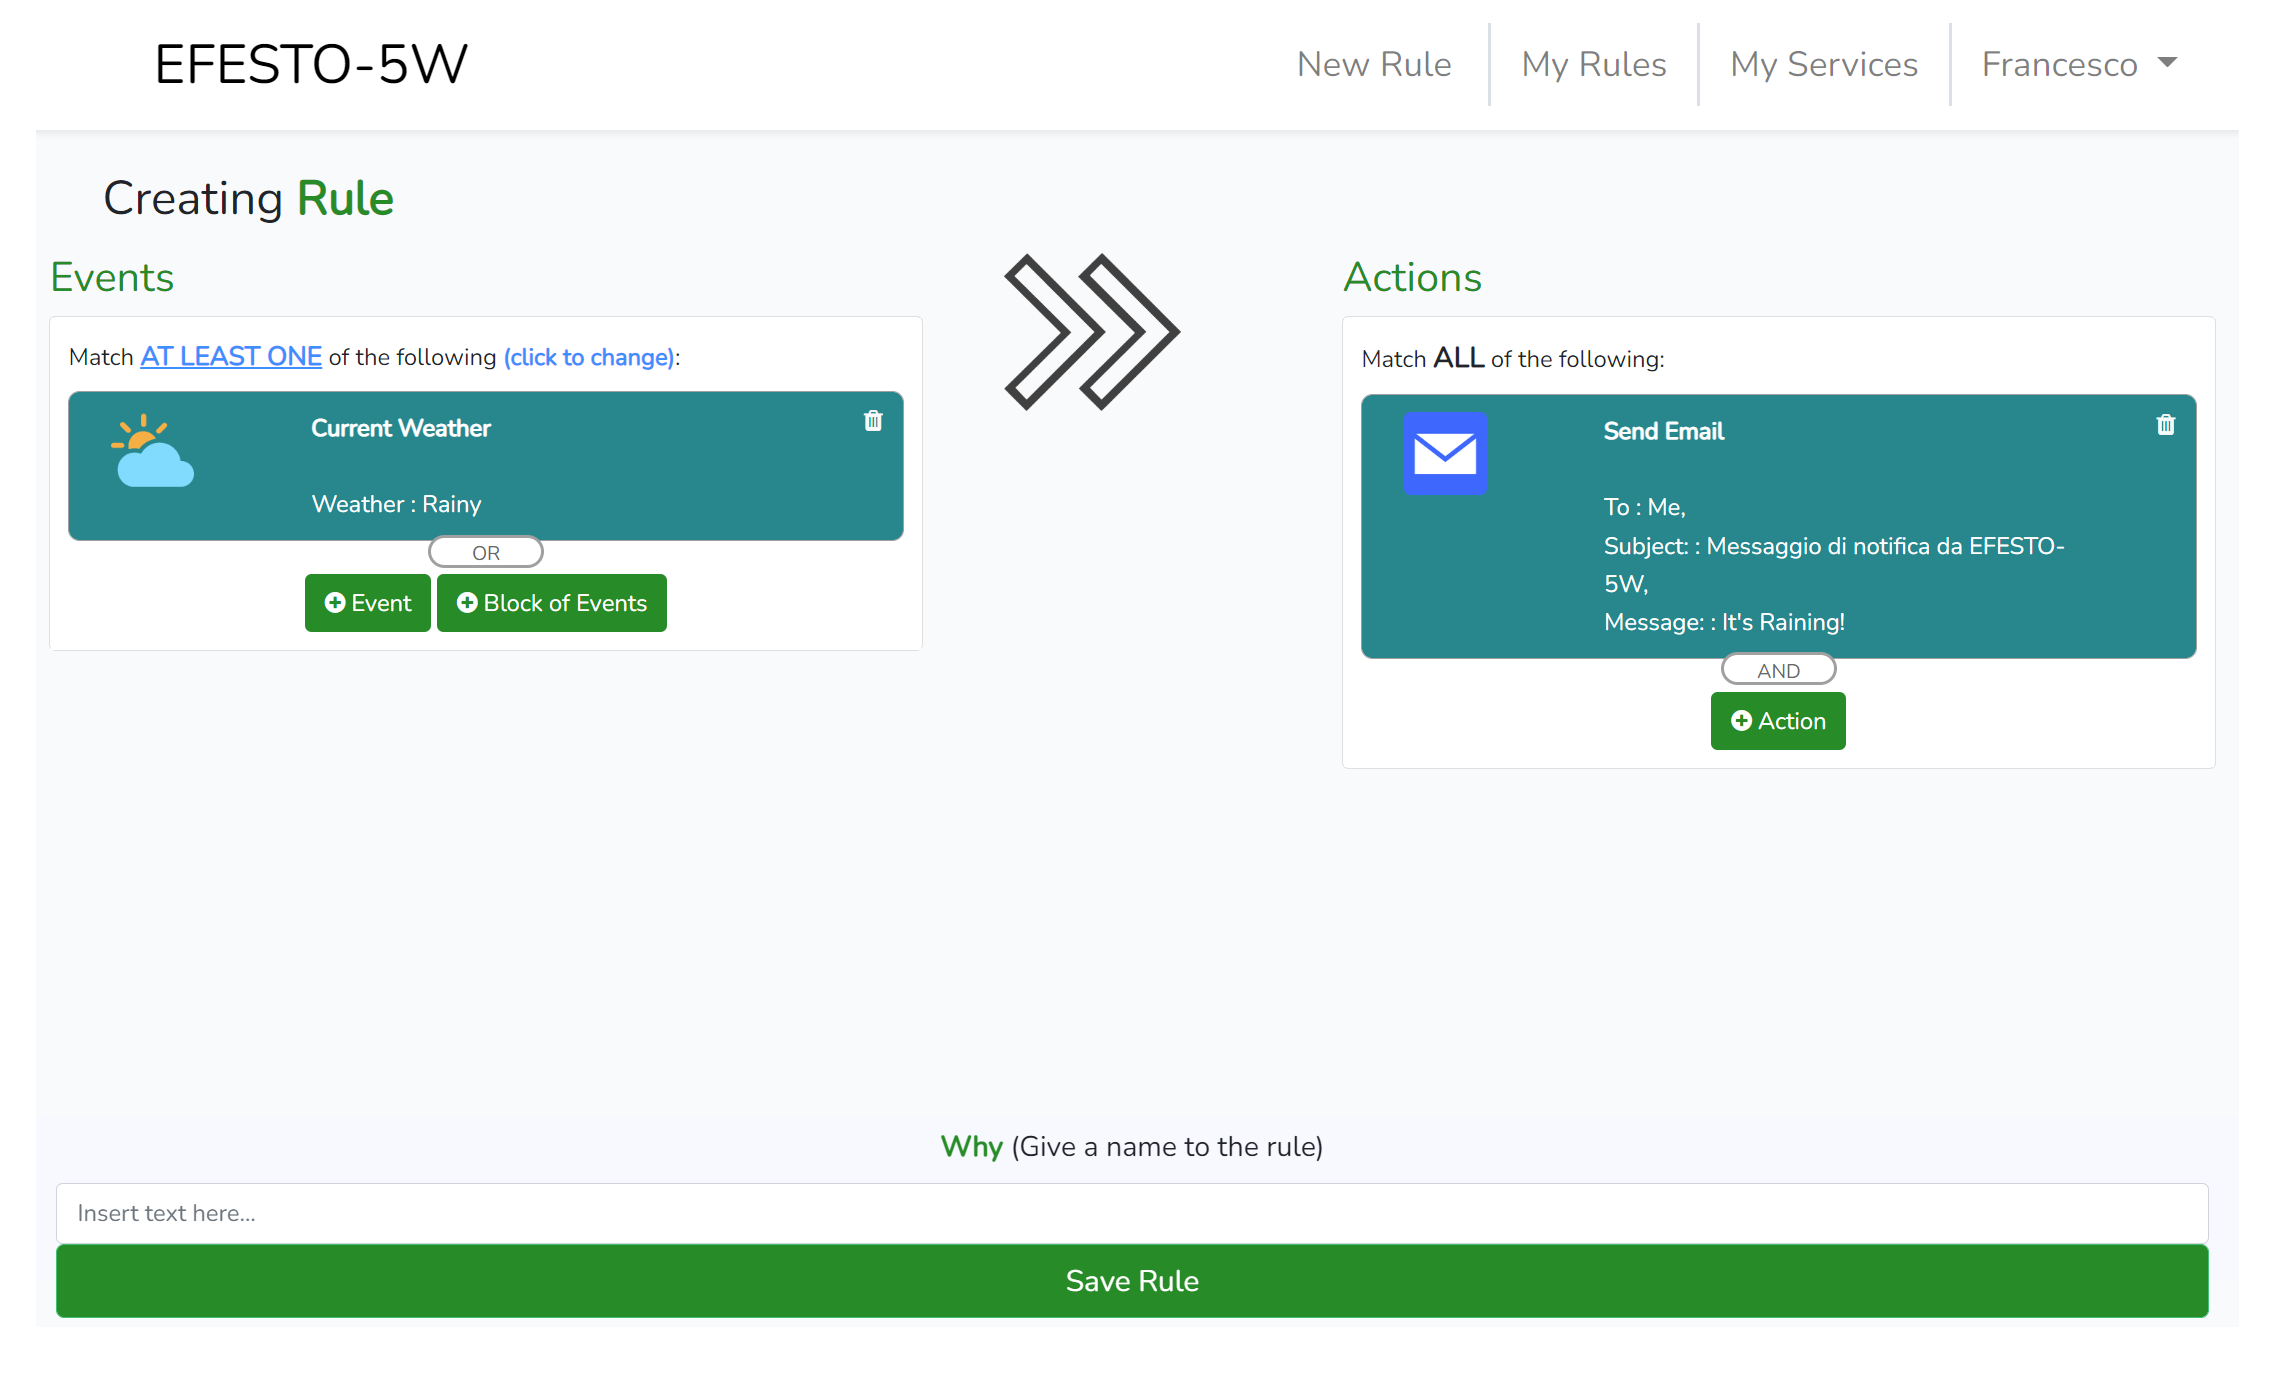 EFESTO-5W
New Rule
My Rules
My Services
Francesco
Creating Rule
Events
Match AT LEAST ONE of the following (click to change):
Current Weather
Weather : Rainy
OR
Event
Block of Events
Actions
Match ALL of the following:
Send Email
To : Me,
Subject: : Messaggio di notifica da EFESTO-
5W,
Message: : It's Raining!
AND
Action
Why (Give a name to the rule)
Insert text here...
Save Rule